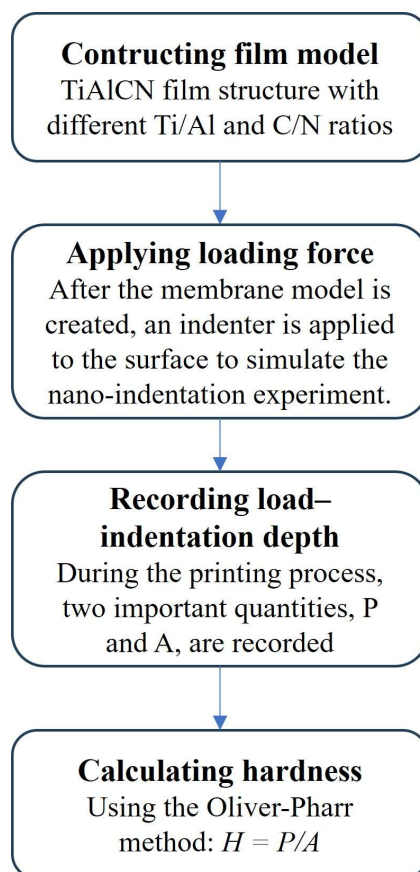 Contructing film model
TiAlCN film structure with
different Ti/Al and C/N ratios
Applying loading force
After the membrane model is
created, an indenter is applied
to the surface to simulate the
nano-indentation experiment.
Recording load–
indentation depth
During the printing process,
two important quantities, P
and A, are recorded
Calculating hardness
Using the Oliver-Pharr
method: H = P/A